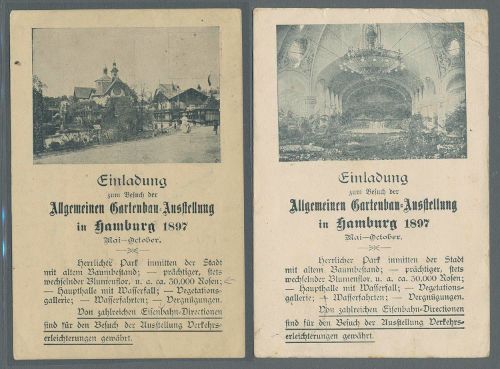 Einladung
zum Besuch der
Allgemeinen Gartenbau-Ausstellung
in Hamburg 1897
Mai—October.
Herrlicher Park inmitten der Stadt
mit altem Baumbestand; — prächtiger, stets
wechselnder Blumenflor, u. a. ca. 50,000 Rosen;
— Haupthalle mit Wasserfall; — Vegetations-
gallerie; — Wasserfahrten; — Vergnügungen.
Von zahlreichen Eisenbahn-Directionen
sind für den Besuch der Ausstellung Verkehrs-
erleichterungen gewährt.
Einladung
zum Besuch der
Allgemeinen Gartenbau-Ausstellung
in Hamburg 1897
Mai—October.
Herrlicher Park inmitten der Stadt
mit altem Baumbestand; — prächtiger, stets
wechselnder Blumenflor, u. a. ca. 50,000 Rosen;
— Haupthalle mit Wasserfall; — Vegetations-
gallerie; — Wasserfahrten; — Vergnügungen.
Von zahlreichen Eisenbahn-Directionen
sind für den Besuch der Ausstellung Verkehrs-
erleichterungen gewährt.